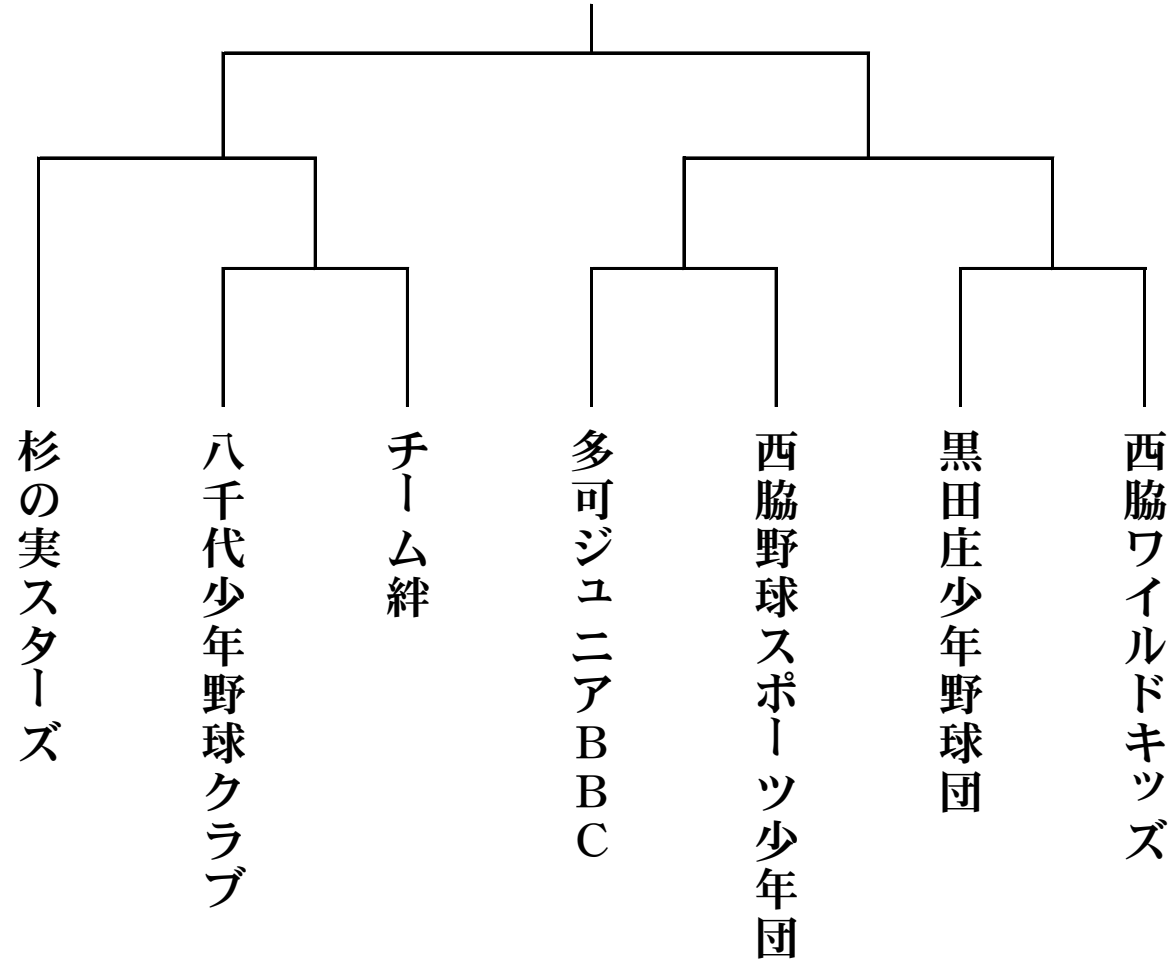 杉の実スターズ
八千代少年野球クラブ
チーム絆
多可ジュニアＢＢＣ
西脇野球スポーツ少年団
黒田庄少年野球団
西脇ワイルドキッズ